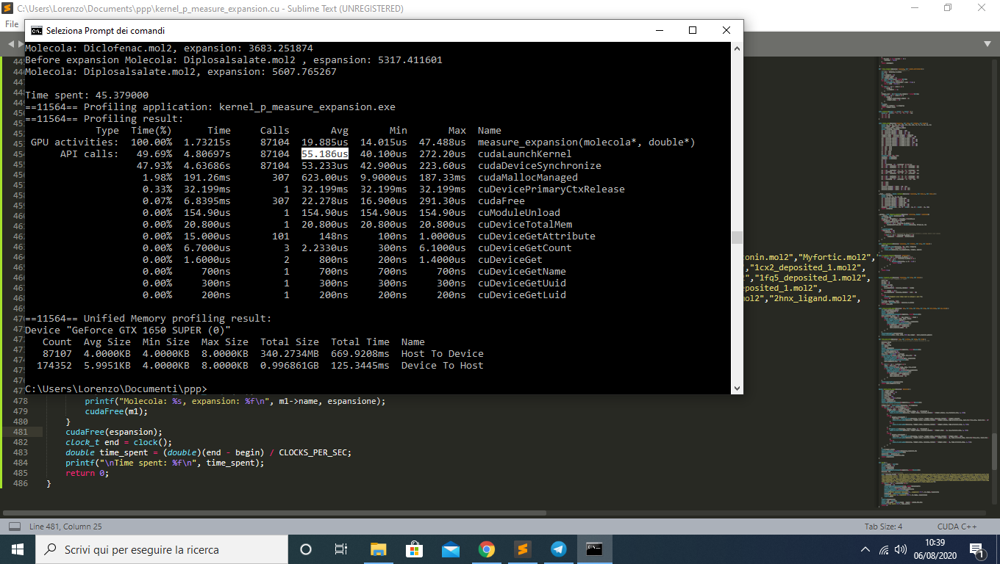 C:\Users\Lorenzo\Documents\ppp\kernel_p_measure_expansion.cu - Sublime Text (UNREGISTERED)
File
Seleziona Prompt dei comandi
Molecola: Diclofenac.mol2, expansion: 3683.251874
Before expansion Molecola: Diplosalsalate.mol2 , espansion: 5317.411601
Molecola: Diplosalsalate.mol2, expansion: 5607.765267
Time spent: 45.379000
==11564== Profiling application: kernel_p_measure_expansion.exe
==11564== Profiling result:
Type Time(%) Time Calls Avg Min Max Name
GPU activities: 100.00% 1.73215s 87104 19.885us 14.015us 47.488us measure_expansion(molecola*, double*)
API calls: 49.69% 4.80697s 87104 55.186us 40.100us 272.20us cudaLaunchKernel
47.93% 4.63686s 87104 53.233us 42.900us 223.60us cudaDeviceSynchronize
1.98% 191.26ms 307 623.00us 9.9000us 187.33ms cudaMallocManaged
0.33% 32.199ms 1 32.199ms 32.199ms 32.199ms cuDevicePrimaryCtxRelease
0.07% 6.8395ms 307 22.278us 16.900us 291.30us cudaFree
0.00% 154.90us 1 154.90us 154.90us 154.90us cuModuleUnload
0.00% 20.800us 1 20.800us 20.800us 20.800us cuDeviceTotalMem
0.00% 15.000us 101 148ns 100ns 1.0000us cuDeviceGetAttribute
0.00% 6.7000us 3 2.2330us 300ns 6.1000us cuDeviceGetCount
0.00% 1.6000us 2 800ns 200ns 1.4000us cuDeviceGet
0.00% 700ns 1 700ns 700ns 700ns cuDeviceGetName
0.00% 300ns 1 300ns 300ns 300ns cuDeviceGetUuid
0.00% 200ns 1 200ns 200ns 200ns cuDeviceGetLuid
==11564== Unified Memory profiling result:
Device "GeForce GTX 1650 SUPER (0)"
Count Avg Size Min Size Max Size Total Size Total Time Name
87107 4.0000KB 4.0000KB 8.0000KB 340.2734MB 669.9208ms Host To Device
174352 5.9951KB 4.0000KB 8.0000KB 0.996861GB 125.3445ms Device To Host
C:\Users\Lorenzo\Documenti\ppp>
onin.mol2","Myfortic.mol2",
,"1cx2_deposited_1.mol2",
,"1fq5_deposited_1.mol2",
eposited_1.mol2",
mol2","2hnx_ligand.mol2",
478 printf("Molecola: %s, expansion: %f\n", m1->name, espansione);
479 cudaFree(m1);
480 }
481 cudaFree(espansion);
482 clock_t end = clock();
483 double time_spent = (double)(end - begin) / CLOCKS_PER_SEC;
484 printf("\nTime spent: %f\n", time_spent);
485 return 0;
486 }
Line 481, Column 25
Tab Size: 4
CUDA C++
Scrivi qui per eseguire la ricerca
10:39
06/08/2020
1